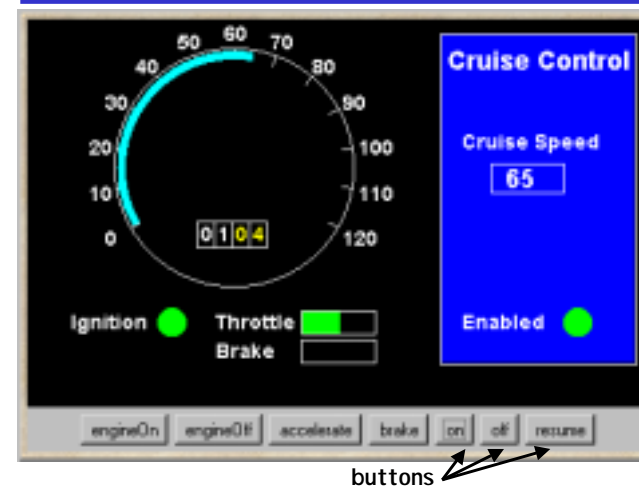 50 60 70
40 80
30 90
20 100
10 110
0 120
0104
Cruise Control
Cruise Speed
65
Ignition Throttle
Brake
Enabled
engineOn engineOff accelerate brake on off resume
buttons